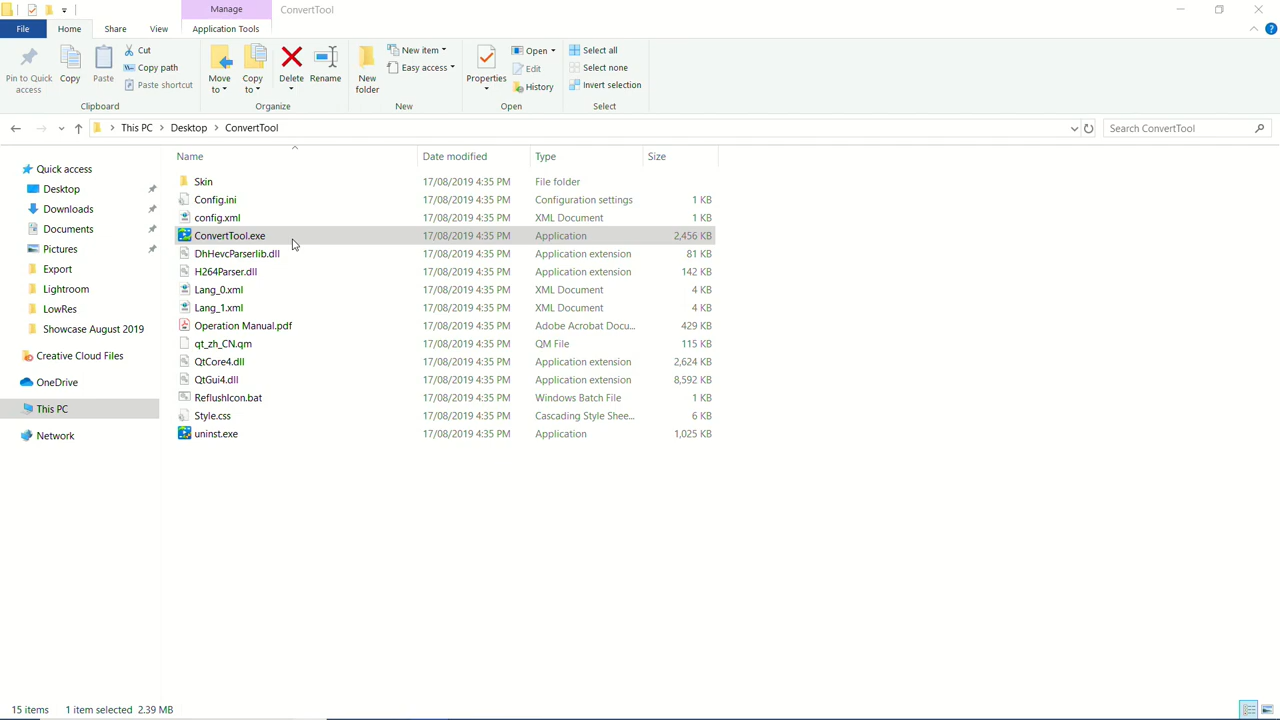 Manage ConvertTool
File Home Share View Application Tools
Pin to Quick access
Copy
Paste
Cut
Copy path
Paste shortcut
Clipboard
Move to
Copy to
Delete
Rename
Organize
New folder
New item
Easy access
New
Properties
Open
Edit
History
Open
Select all
Select none
Invert selection
Select
This PC Desktop ConvertTool
Search ConvertTool
Quick access
Desktop
Downloads
Documents
Pictures
Export
Lightroom
LowRes
Showcase August 2019
Creative Cloud Files
OneDrive
This PC
Network
Name Date modified Type Size
Skin 17/08/2019 4:35 PM File folder
Config.ini 17/08/2019 4:35 PM Configuration settings 1 KB
config.xml 17/08/2019 4:35 PM XML Document 1 KB
ConvertTool.exe 17/08/2019 4:35 PM Application 2,456 KB
DhHevcParserlib.dll 17/08/2019 4:35 PM Application extension 81 KB
H264Parser.dll 17/08/2019 4:35 PM Application extension 142 KB
Lang_0.xml 17/08/2019 4:35 PM XML Document 4 KB
Lang_1.xml 17/08/2019 4:35 PM XML Document 4 KB
Operation Manual.pdf 17/08/2019 4:35 PM Adobe Acrobat Docu... 429 KB
qt_zh_CN.qm 17/08/2019 4:35 PM QM File 115 KB
QtCore4.dll 17/08/2019 4:35 PM Application extension 2,624 KB
QtGui4.dll 17/08/2019 4:35 PM Application extension 8,592 KB
ReflushIcon.bat 17/08/2019 4:35 PM Windows Batch File 1 KB
Style.css 17/08/2019 4:35 PM Cascading Style Shee... 6 KB
uninst.exe 17/08/2019 4:35 PM Application 1,025 KB
15 items 1 item selected 2.39 MB